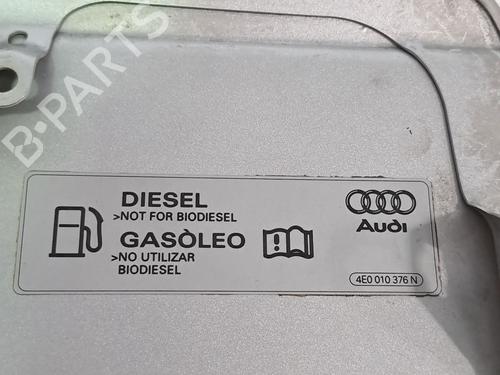 B-PARTS
DIESEL
>NOT FOR BIODIESEL
GASÒLEO
>NO UTILIZAR
BIODIESEL
Audi
4E0 010 376 N